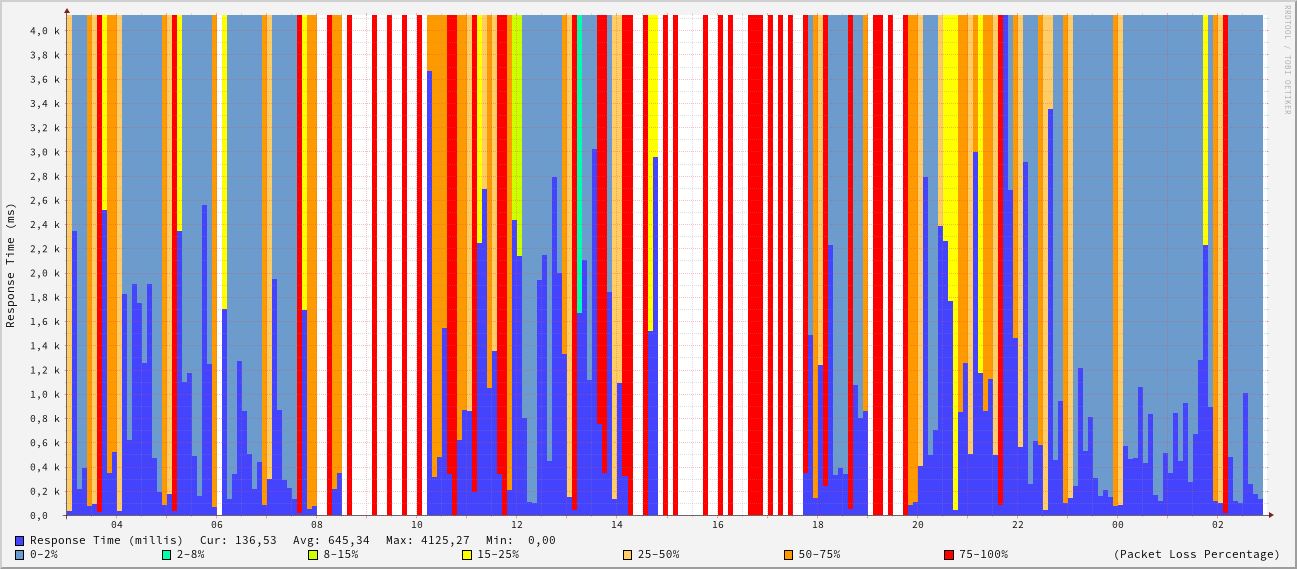 RRDTOOL / TOBI OETIKER
Response Time (ms)
4,0 k
3,8 k
3,6 k
3,4 k
3,2 k
3,0 k
2,8 k
2,6 k
2,4 k
2,2 k
2,0 k
1,8 k
1,6 k
1,4 k
1,2 k
1,0 k
0,8 k
0,6 k
0,4 k
0,2 k
0,0
04 06 08 10 12 14 16 18 20 22 00 02
Response Time (millis) Cur: 136,53 Avg: 645,34 Max: 4125,27 Min: 0,00
0-2% 2-8% 8-15% 15-25% 25-50% 50-75% 75-100% (Packet Loss Percentage)